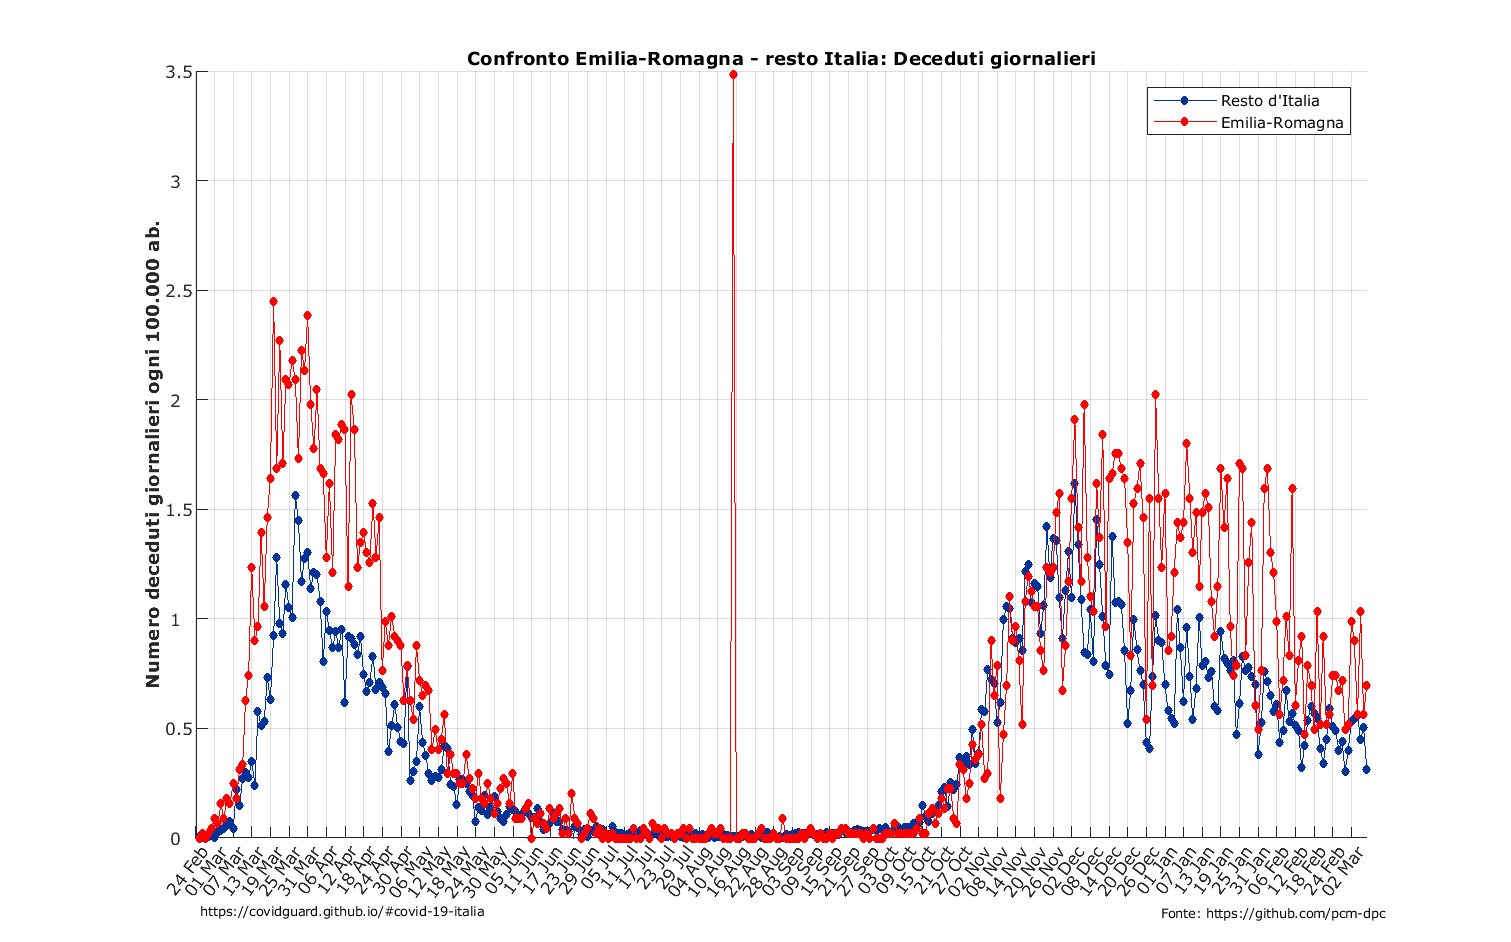 Confronto Emilia-Romagna - resto Italia: Deceduti giornalieri
Numero deceduti giornalieri ogni 100.000 ab.
3.5
3
2.5
2
1.5
1
0.5
0
Resto d'Italia
Emilia-Romagna
24 Feb
01 Mar
07 Mar
13 Mar
19 Mar
25 Mar
31 Mar
06 Apr
12 Apr
18 Apr
24 Apr
30 Apr
06 May
12 May
18 May
24 May
30 May
05 Jun
11 Jun
17 Jun
23 Jun
29 Jun
05 Jul
11 Jul
17 Jul
23 Jul
29 Jul
04 Aug
10 Aug
16 Aug
22 Aug
28 Aug
03 Sep
09 Sep
15 Sep
21 Sep
27 Sep
03 Oct
09 Oct
15 Oct
21 Oct
27 Oct
02 Nov
08 Nov
14 Nov
20 Nov
26 Nov
02 Dec
08 Dec
14 Dec
20 Dec
26 Dec
01 Jan
07 Jan
13 Jan
19 Jan
25 Jan
31 Jan
06 Feb
12 Feb
18 Feb
24 Feb
02 Mar
https://covidguard.github.io/#covid-19-italia
Fonte: https://github.com/pcm-dpc